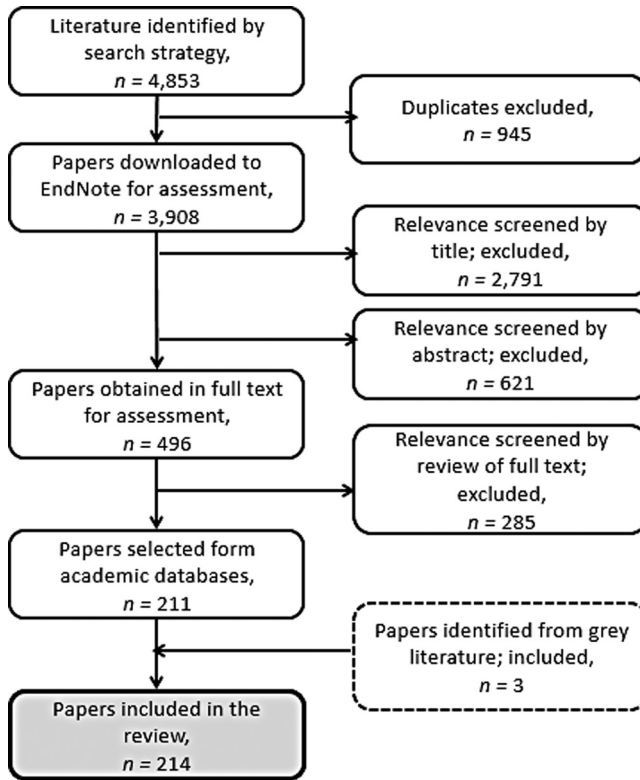 Literature identified by
search strategy,
n = 4,853
Duplicates excluded,
n = 945
Papers downloaded to
EndNote for assessment,
n = 3,908
Relevance screened by
title; excluded,
n = 2,791
Relevance screened by
abstract; excluded,
n = 621
Papers obtained in full text
for assessment,
n = 496
Relevance screened by
review of full text;
excluded,
n = 285
Papers selected form
academic databases,
n = 211
Papers identified from grey
literature; included,
n = 3
Papers included in the
review,
n = 214